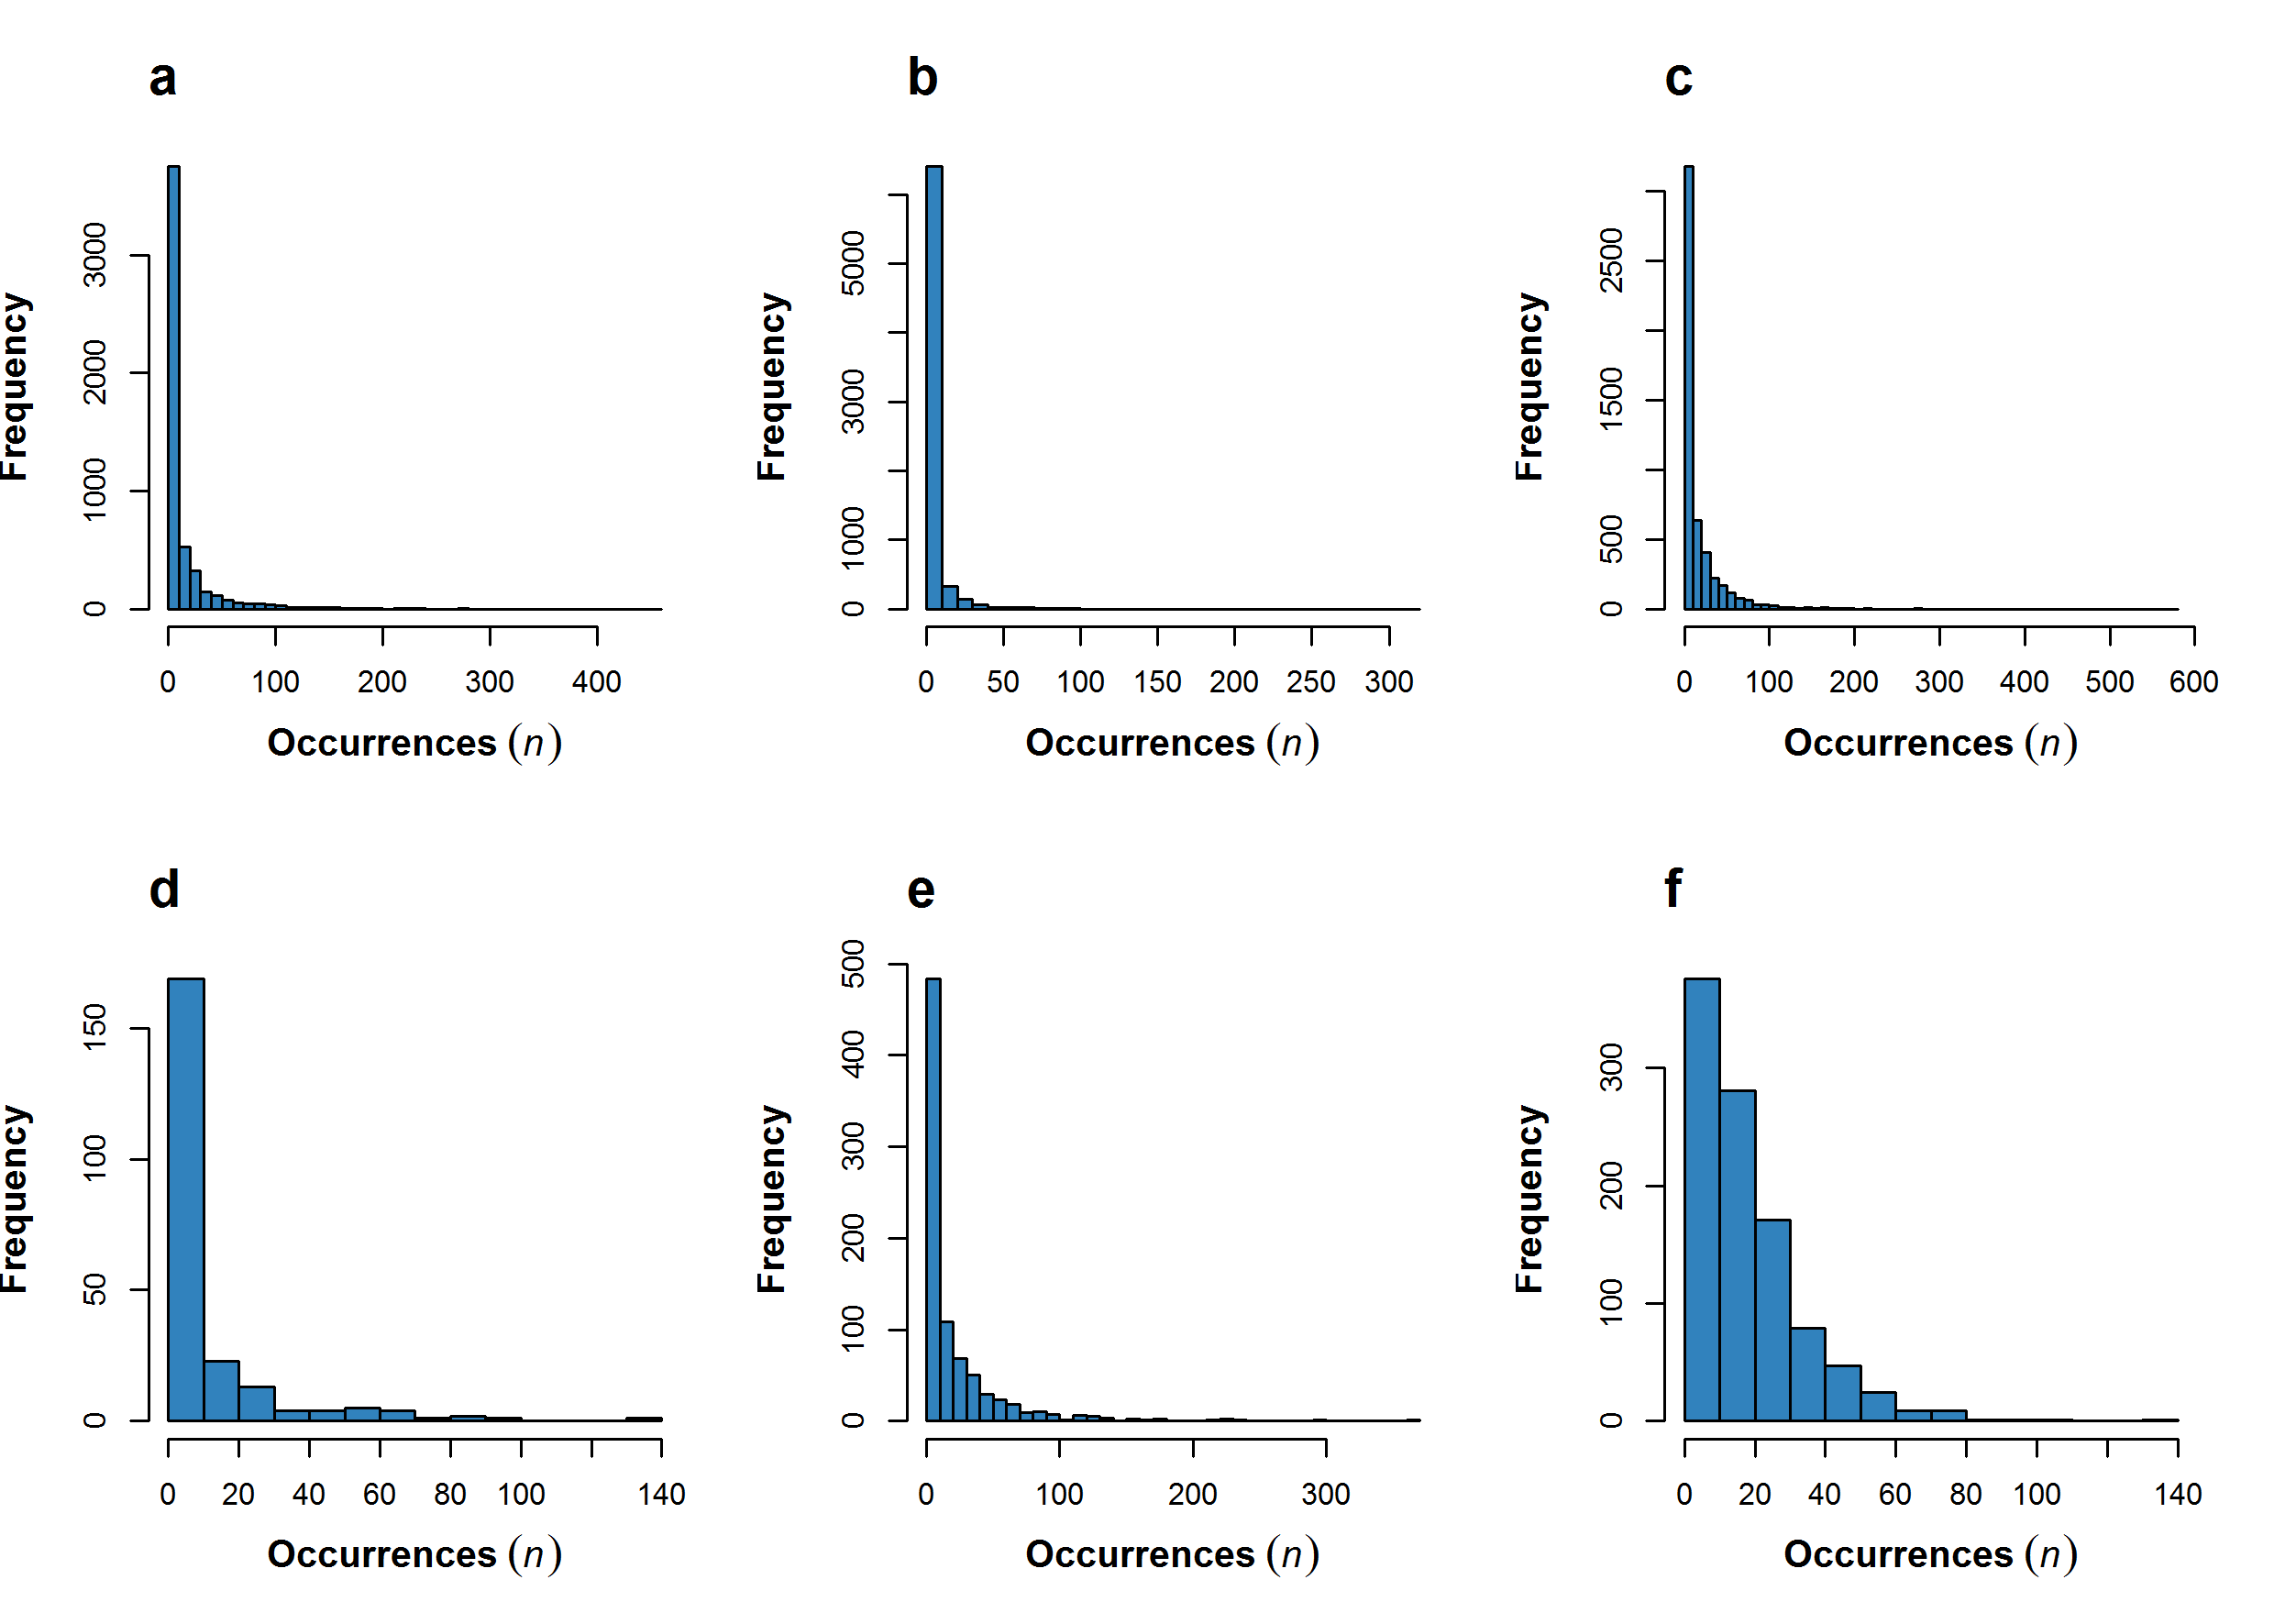 a
b
c
Frequency
0 1000 2000 3000
0 100 200 300 400
Occurrences (n)
Frequency
0 1000 3000 5000
0 50 100 150 200 250 300
Occurrences (n)
Frequency
0 500 1500 2500
0 100 200 300 400 500 600
Occurrences (n)
d
e
f
Frequency
0 50 100 150
0 20 40 60 80 100 140
Occurrences (n)
Frequency
0 100 200 300 400 500
0 100 200 300
Occurrences (n)
Frequency
0 100 200 300
0 20 40 60 80 100 140
Occurrences (n)